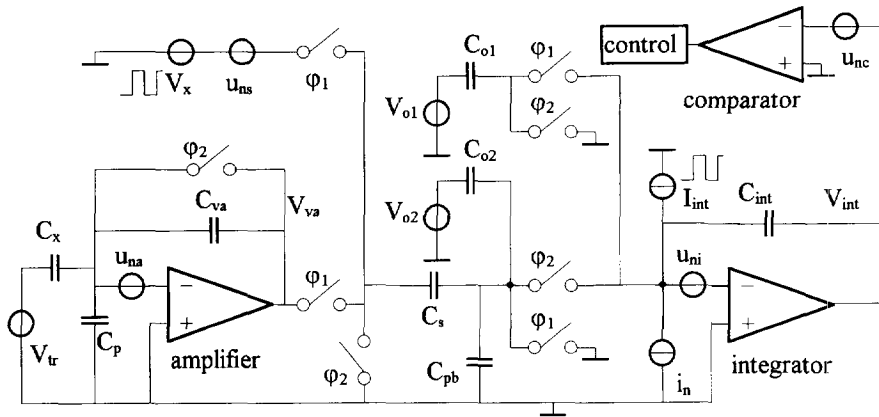 control
V_x
u_ns
φ1
C_o1
φ1
V_o1
φ2
u_nc
comparator
φ2
C_va
V_va
C_o2
V_o2
I_int
C_int
V_int
C_x
u_na
φ1
φ2
u_ni
V_tr
C_p
amplifier
φ2
C_s
C_pb
φ1
i_n
integrator
−
+
−
+
−
+